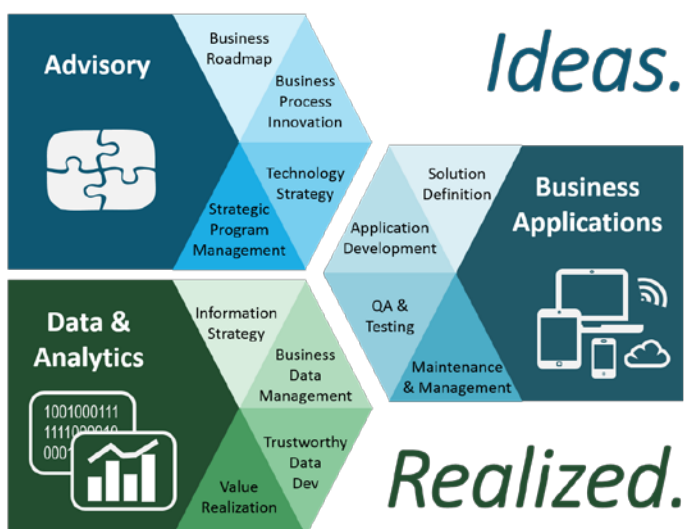 Ideas.
Advisory
Business
Roadmap
Business
Process
Innovation
Technology
Strategy
Strategic
Program
Management
Business
Applications
Solution
Definition
Application
Development
QA &
Testing
Maintenance
& Management
Data &
Analytics
1001000111
Information
Strategy
Business
Data
Management
Trustworthy
Data
Dev
Value
Realization
Realized.